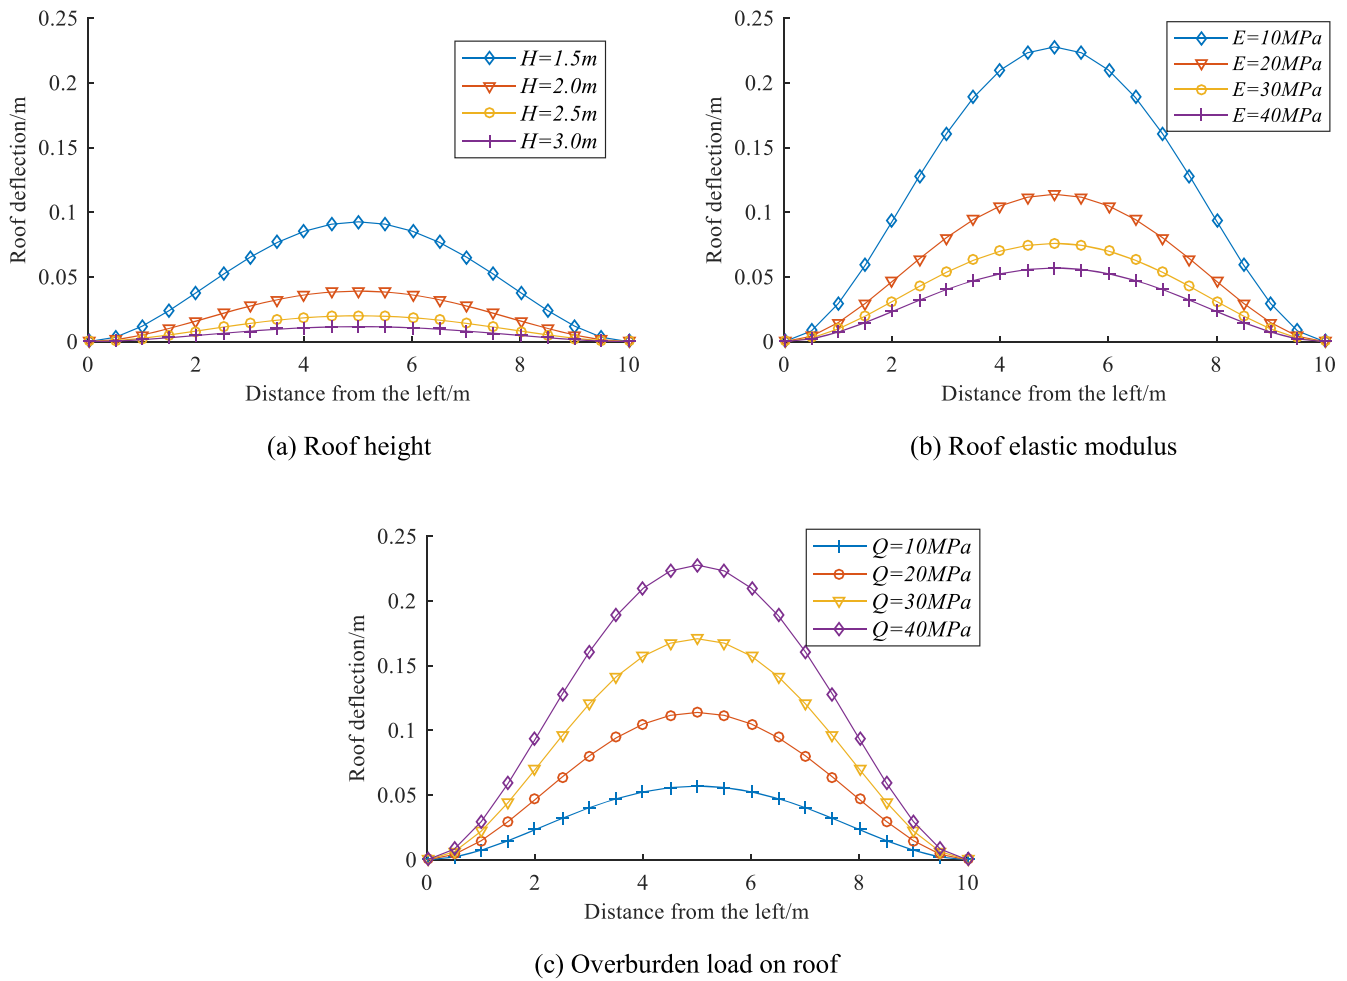 0.25
0.2
0.15
0.1
0.05
0
0 2 4 6 8 10
Roof deflection/m
Distance from the left/m
H=1.5m
H=2.0m
H=2.5m
H=3.0m
(a) Roof height
0.25
0.2
0.15
0.1
0.05
0
0 2 4 6 8 10
Roof deflection/m
Distance from the left/m
E=10MPa
E=20MPa
E=30MPa
E=40MPa
(b) Roof elastic modulus
0.25
0.2
0.15
0.1
0.05
0
0 2 4 6 8 10
Roof deflection/m
Distance from the left/m
Q=10MPa
Q=20MPa
Q=30MPa
Q=40MPa
(c) Overburden load on roof